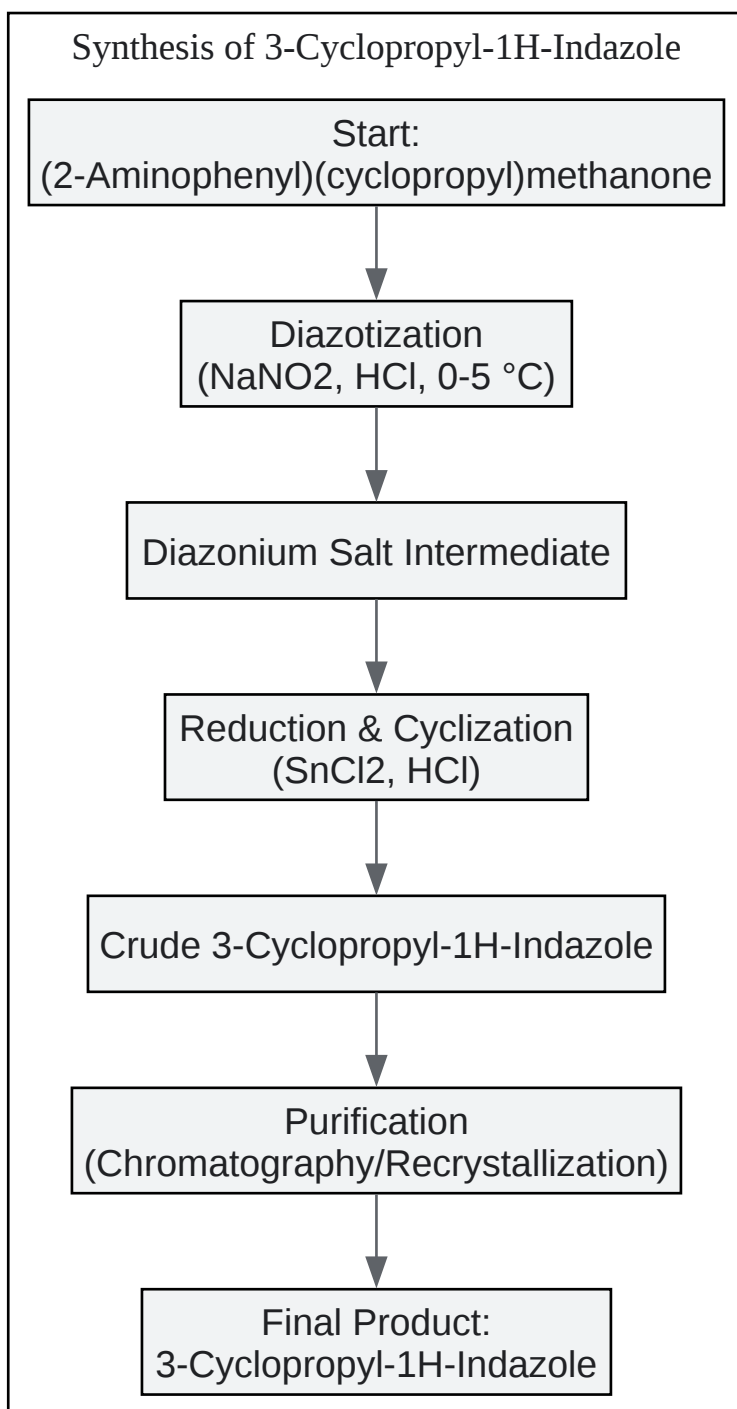 Synthesis of 3-Cyclopropyl-1H-Indazole
Start:
(2-Aminophenyl)(cyclopropyl)methanone
Diazotization
(NaNO2, HCl, 0-5 °C)
Diazonium Salt Intermediate
Reduction & Cyclization
(SnCl2, HCl)
Crude 3-Cyclopropyl-1H-Indazole
Purification
(Chromatography/Recrystallization)
Final Product:
3-Cyclopropyl-1H-Indazole